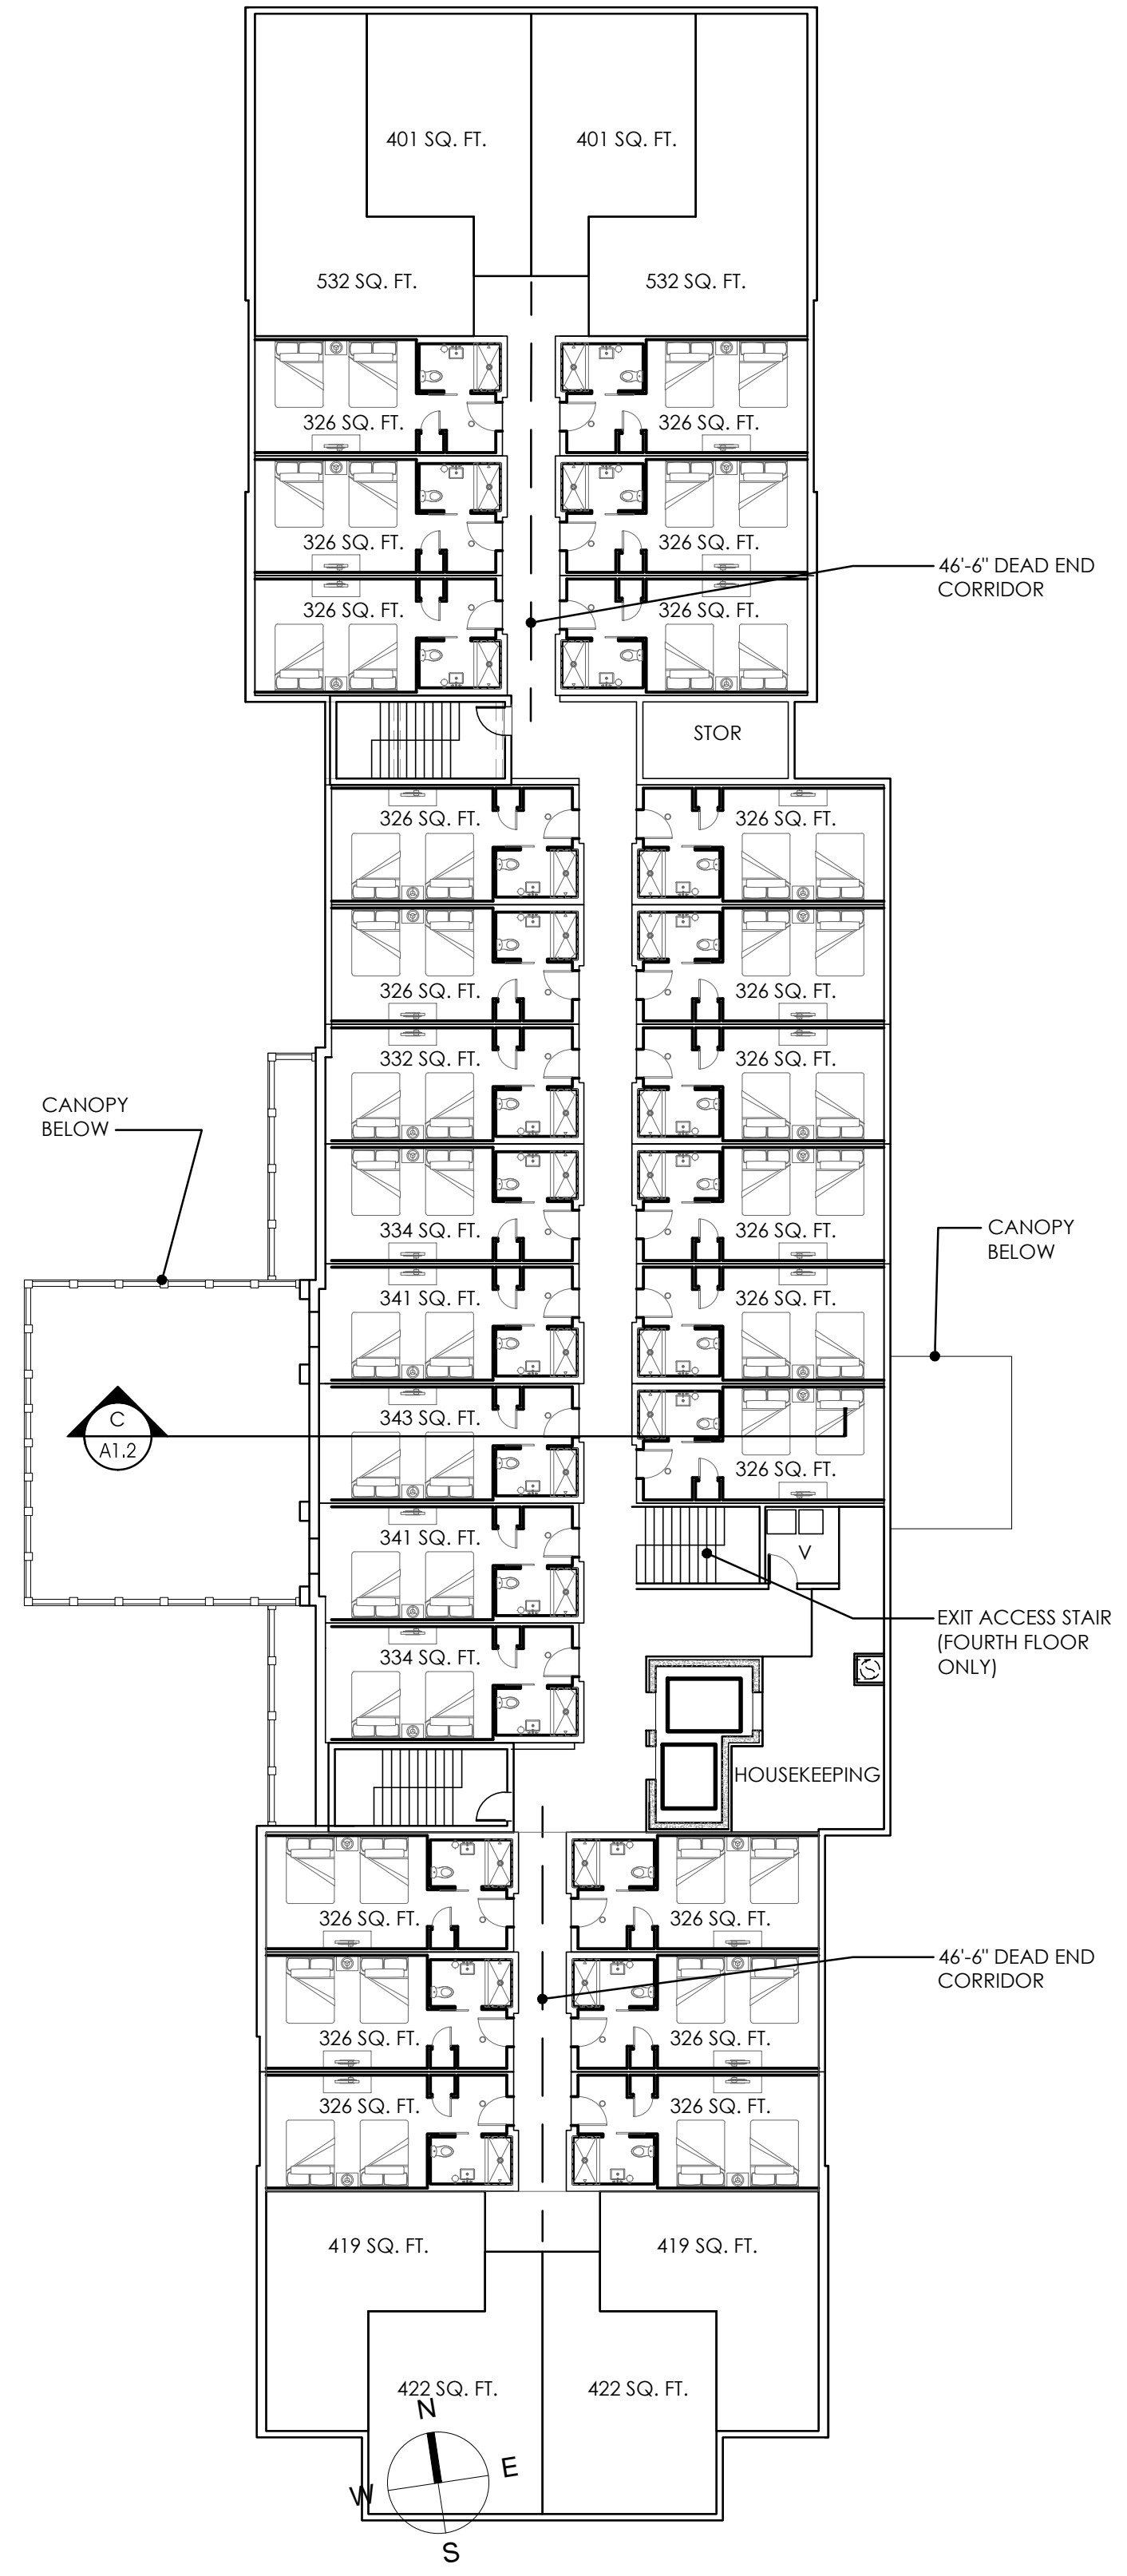 401 SQ. FT.
401 SQ. FT.
532 SQ. FT.
532 SQ. FT.
326 SQ. FT.
326 SQ. FT.
326 SQ. FT.
326 SQ. FT.
46'-6" DEAD END
CORRIDOR
326 SQ. FT.
326 SQ. FT.
STOR
326 SQ. FT.
326 SQ. FT.
326 SQ. FT.
326 SQ. FT.
332 SQ. FT.
326 SQ. FT.
CANOPY
BELOW
334 SQ. FT.
326 SQ. FT.
CANOPY
BELOW
341 SQ. FT.
326 SQ. FT.
343 SQ. FT.
C
A1.2
326 SQ. FT.
341 SQ. FT.
V
EXIT ACCESS STAIR
(FOURTH FLOOR
ONLY)
334 SQ. FT.
HOUSEKEEPING
326 SQ. FT.
326 SQ. FT.
46'-6" DEAD END
CORRIDOR
326 SQ. FT.
326 SQ. FT.
326 SQ. FT.
326 SQ. FT.
419 SQ. FT.
419 SQ. FT.
422 SQ. FT.
422 SQ. FT.
N
E
W
S